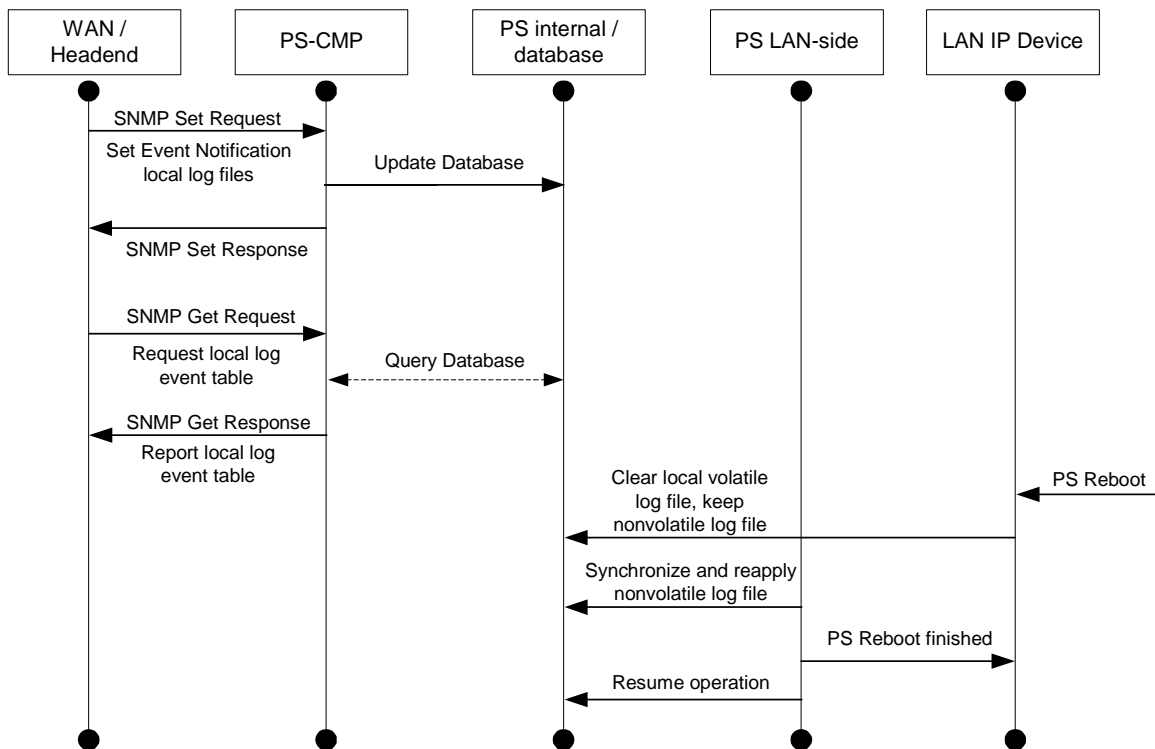 WAN /
Headend
PS-CMP
PS internal /
database
PS LAN-side
LAN IP Device
SNMP Set Request
Set Event Notification
local log files
Update Database
SNMP Set Response
SNMP Get Request
Request local log
event table
Query Database
SNMP Get Response
Report local log
event table
Clear local volatile
log file, keep
nonvolatile log file
PS Reboot
Synchronize and reapply
nonvolatile log file
PS Reboot finished
Resume operation